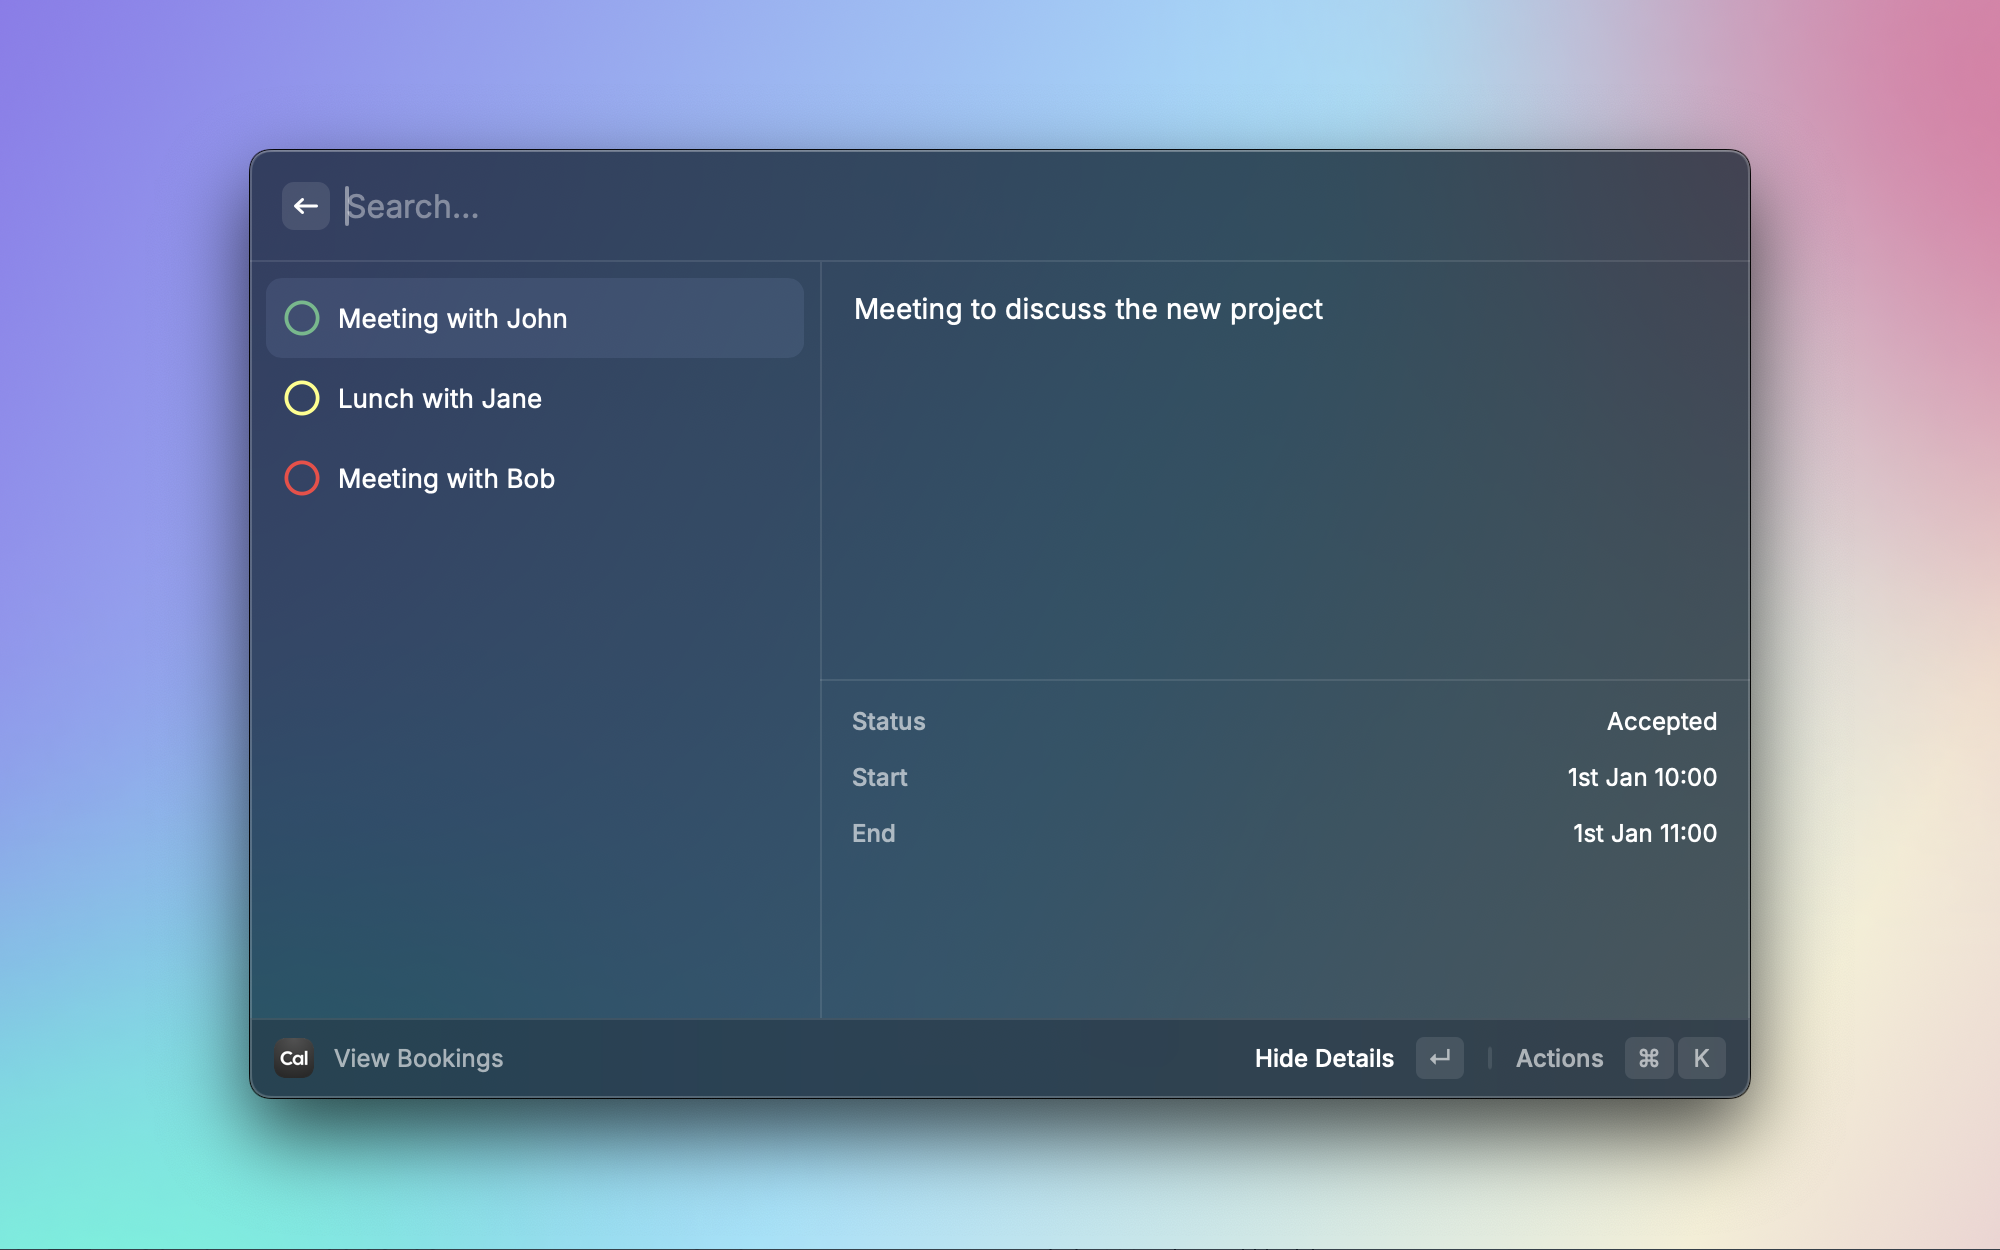 Search...
Meeting with John
Lunch with Jane
Meeting with Bob
Meeting to discuss the new project
Status Accepted
Start 1st Jan 10:00
End 1st Jan 11:00
Cal View Bookings Hide Details ↵ Actions ⌘ K